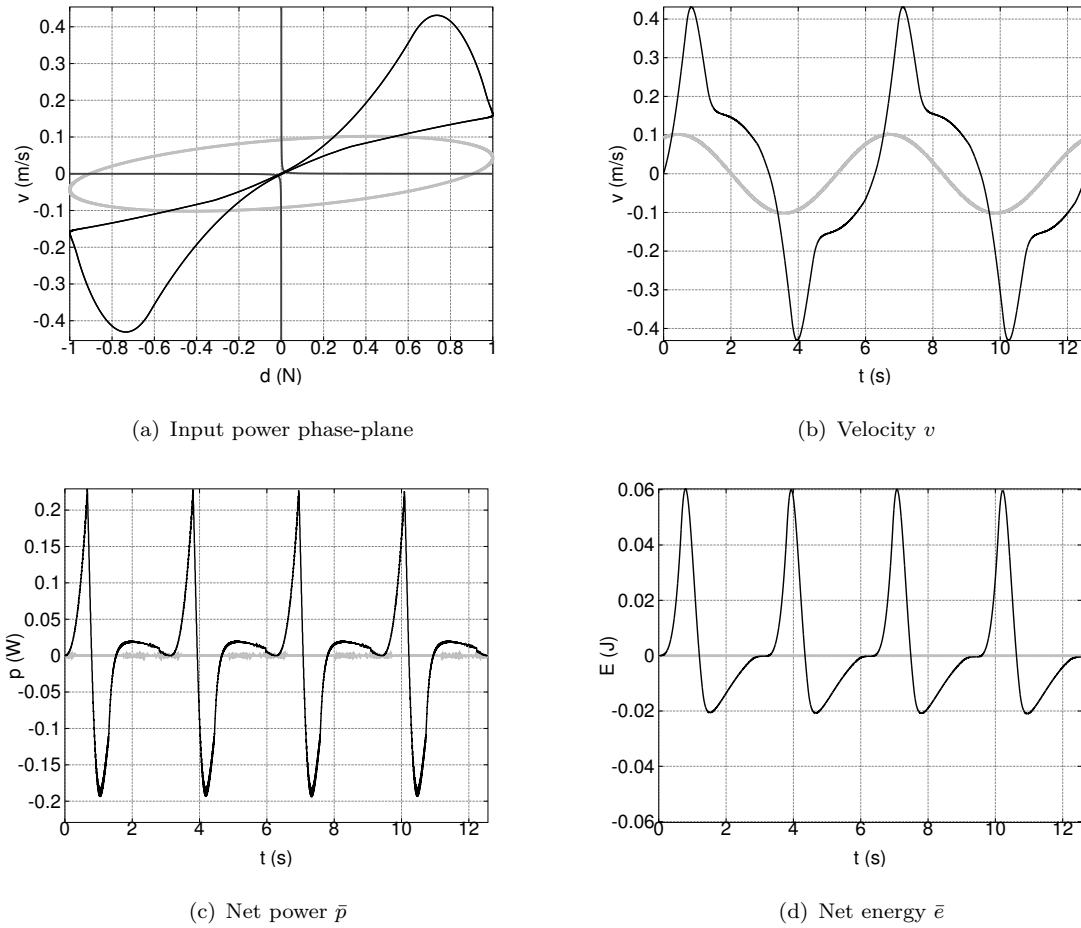 0.4
0.3
0.2
0.1
0
-0.1
-0.2
-0.3
-0.4
v (m/s)
-1 -0.8 -0.6 -0.4 -0.2 0 0.2 0.4 0.6 0.8 1
d (N)
(a) Input power phase-plane
0.4
0.3
0.2
0.1
0
-0.1
-0.2
-0.3
-0.4
v (m/s)
0 2 4 6 8 10 12
t (s)
(b) Velocity v
0.2
0.15
0.1
0.05
0
-0.05
-0.1
-0.15
-0.2
p (W)
0 2 4 6 8 10 12
t (s)
(c) Net power p̄
0.06
0.04
0.02
0
-0.02
-0.04
-0.06
E (J)
0 2 4 6 8 10 12
t (s)
(d) Net energy ē